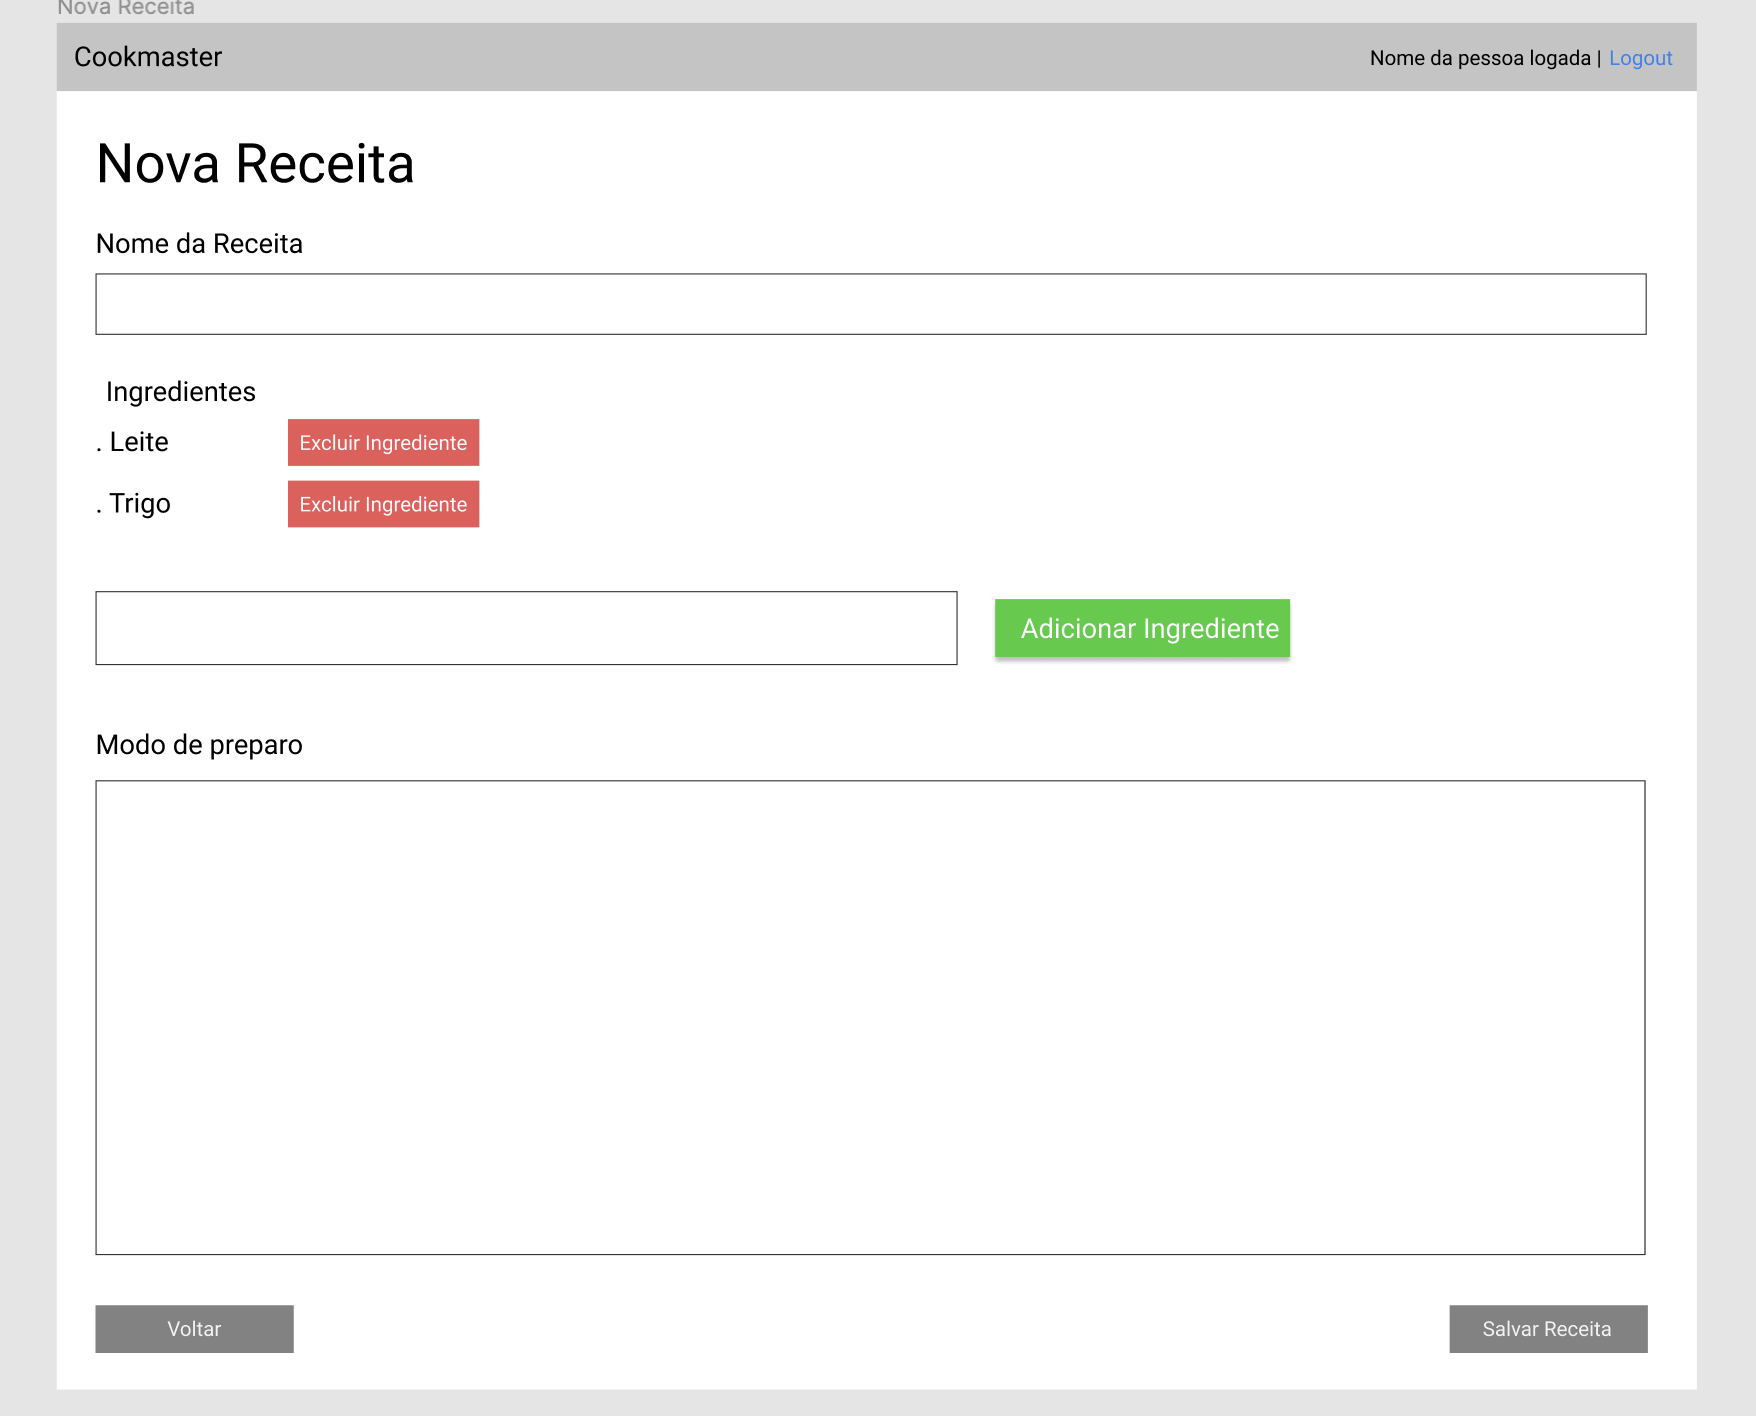 Nova Receita
Cookmaster
Nome da pessoa logada | Logout
Nova Receita
Nome da Receita
Ingredientes
. Leite
Excluir Ingrediente
. Trigo
Excluir Ingrediente
Adicionar Ingrediente
Modo de preparo
Voltar
Salvar Receita